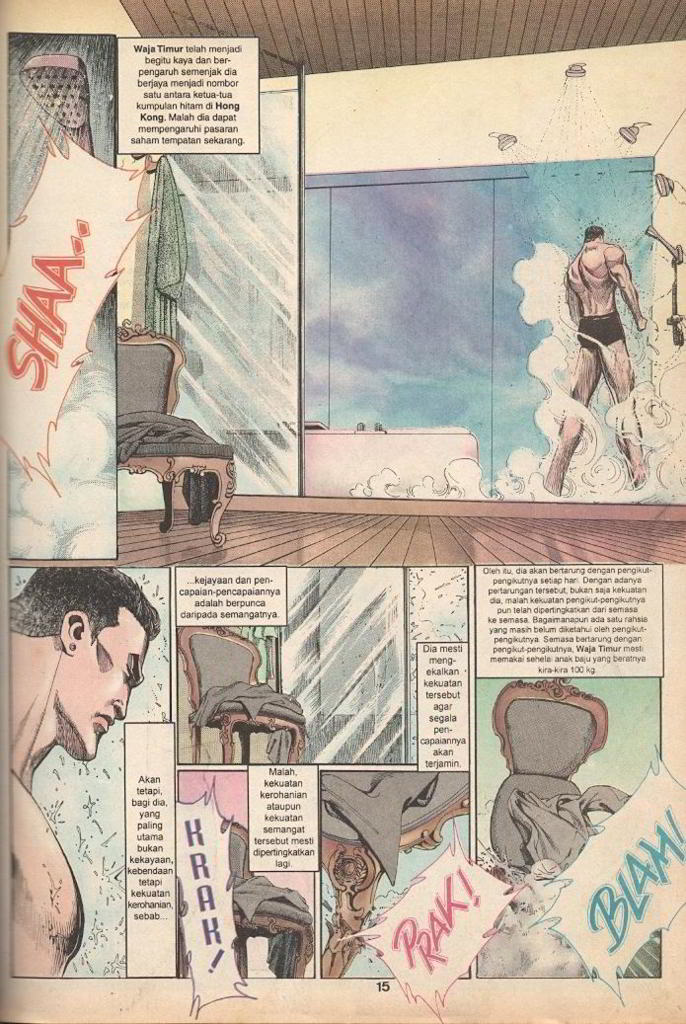 Waja Timur telah menjadi
begitu kaya dan ber-
pengaruh semenjak dia
berjaya menjadi nombor
satu antara ketua-tua
kumpulan hitam di Hong
Kong. Malah dia dapat
mempengaruhi pasaran
saham tempatan sekarang.
SHAA..
Akan
tetapi,
bagi dia,
yang
paling
utama
bukan
kekayaan,
kebendaan
tetapi
kekuatan
kerohanian,
sebab...
...kejayaan dan pen-
capaian-pencapaiannya
adalah berpunca
daripada semangatnya.
Dia mesti
meng-
ekalkan
kekuatan
tersebut
agar
segala
pen-
capaiannya
akan
terjamin.
Malah,
kekuatan
kerohanian
ataupun
kekuatan
semangat
tersebut mesti
dipertingkatkan
lagi.
KRAK!
PRAK!
Oleh itu, dia akan bertarung dengan pengikut-
pengikutnya setiap hari. Dengan adanya
pertarungan tersebut, bukan saja kekuatan
dia, malah kekuatan pengikut-pengikutnya
pun telah dipertingkatkan dari semasa
ke semasa. Bagaimanapun ada satu rahsia
yang masih belum diketahui oleh pengikut-
pengikutnya. Semasa bertarung dengan
pengikut-pengikutnya, Waja Timur mesti
memakai sehelai anak baju yang beratnya
kira-kira 100 kg.
BLAM!
15